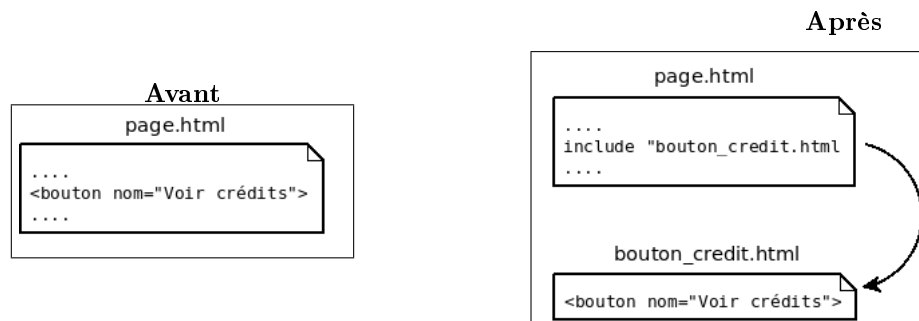 Avant
page.html
....
<bouton nom="Voir crédits">
....
Après
page.html
....
include "bouton_credit.html
....
bouton_credit.html
<bouton nom="Voir crédits">